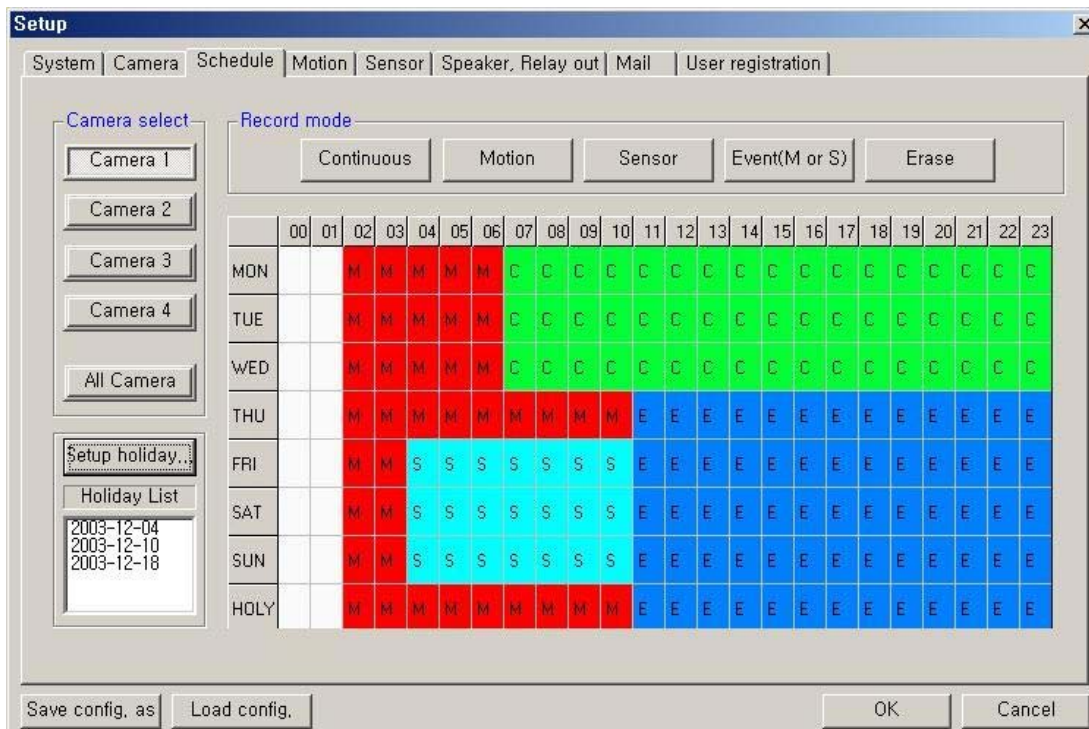 Setup
System Camera Schedule Motion Sensor Speaker, Relay out Mail User registration
Camera select
Camera 1
Camera 2
Camera 3
Camera 4
All Camera
Setup holiday..
Holiday List
2003-12-04
2003-12-10
2003-12-18
Record mode
Continuous Motion Sensor Event(M or S) Erase
00 01 02 03 04 05 06 07 08 09 10 11 12 13 14 15 16 17 18 19 20 21 22 23
MON M M M M M C C C C C C C C C C C C C C C C C
TUE M M M M M C C C C C C C C C C C C C C C C C
WED M M M M M C C C C C C C C C C C C C C C C C
THU M M M M M M M M M E E E E E E E E E E E E E
FRI M M S S S S S S S E E E E E E E E E E E E E
SAT M M S S S S S S S E E E E E E E E E E E E E
SUN M M S S S S S S S E E E E E E E E E E E E E
HOLY M M M M M M M M M E E E E E E E E E E E E E
Save config, as Load config, OK Cancel